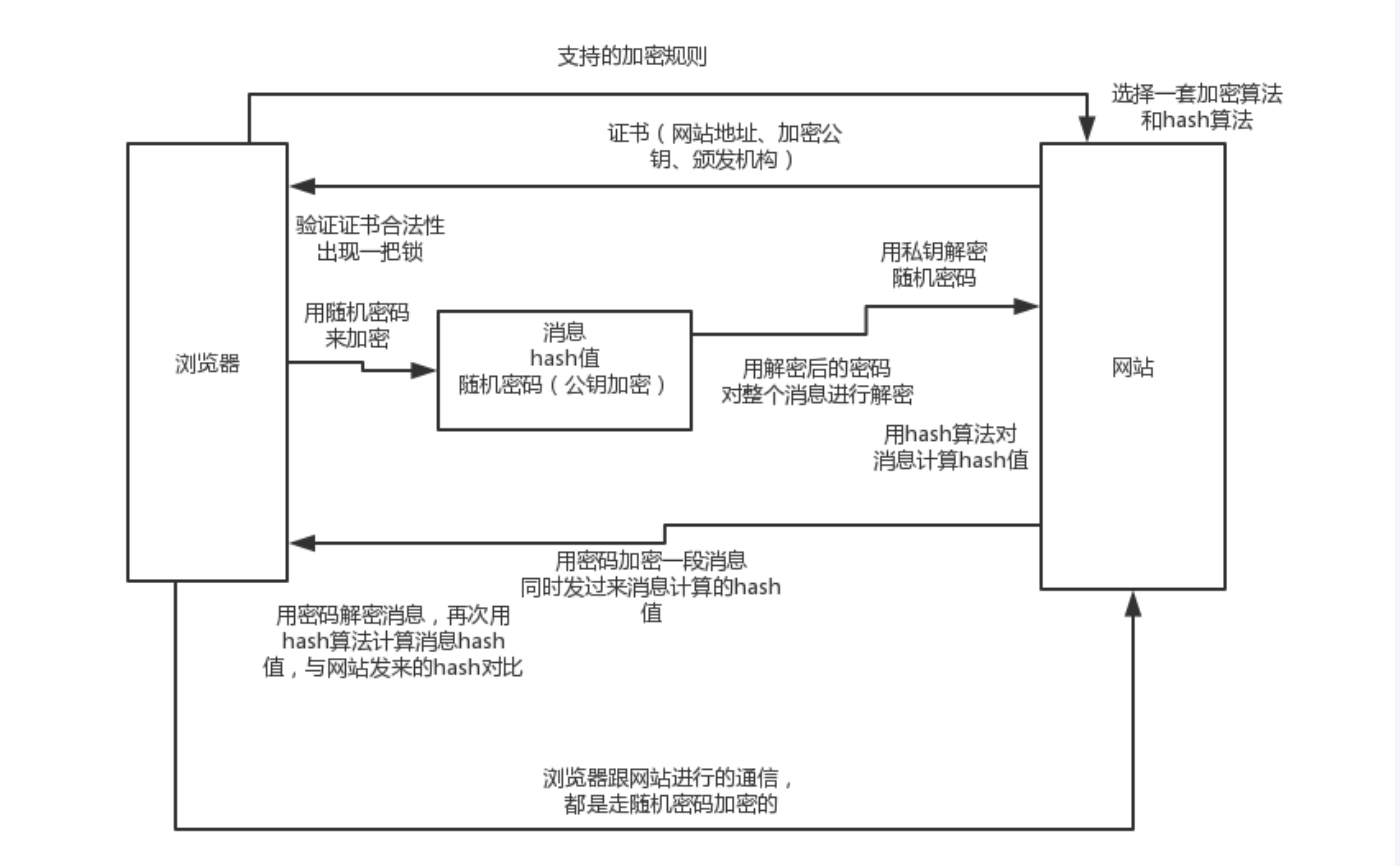 支持的加密规则
选择一套加密算法
和hash算法
证书（网站地址、加密公
钥、颁发机构）
验证证书合法性
出现一把锁
用私钥解密
随机密码
用随机密码
来加密
消息
hash值
随机密码（公钥加密）
浏览器
网站
用解密后的密码
对整个消息进行解密
用hash算法对
消息计算hash值
用密码加密一段消息
同时发过来消息计算的hash
值
用密码解密消息，再次用
hash算法计算消息hash
值，与网站发来的hash对比
浏览器跟网站进行的通信，
都是走随机密码加密的